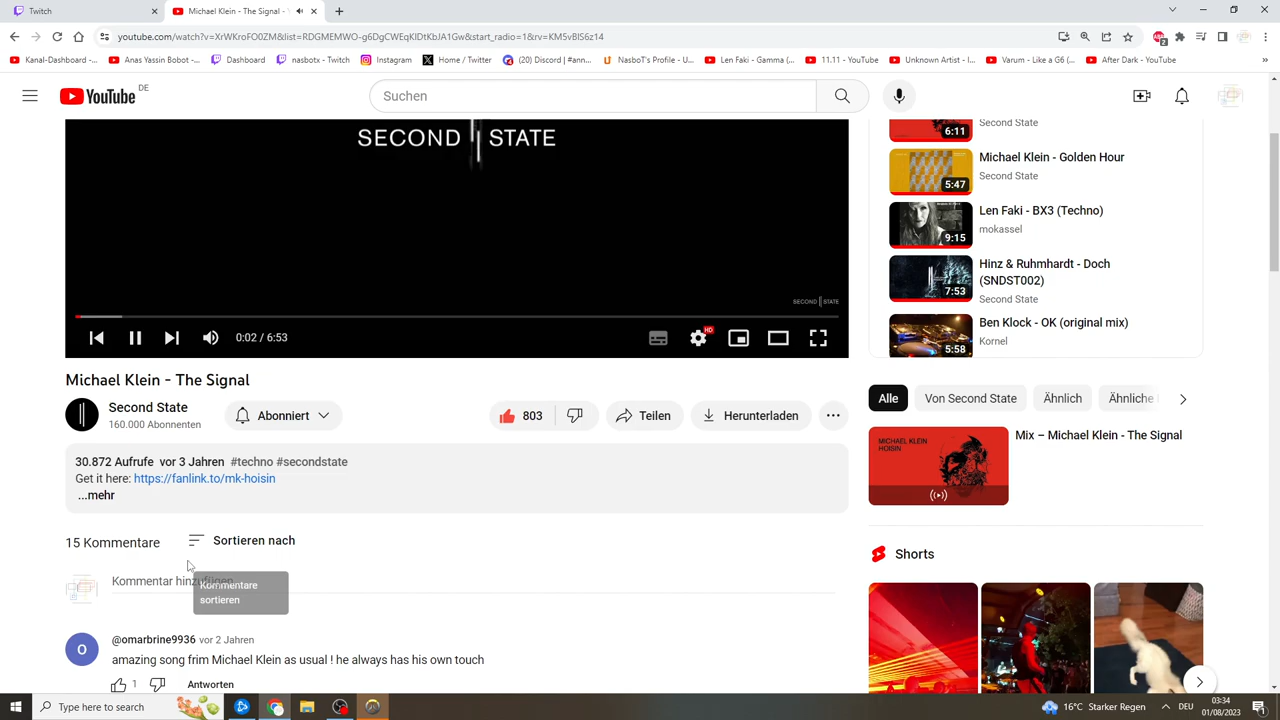 Twitch
Michael Klein - The Signal -
youtube.com/watch?v=XrWKroFO0ZM&list=RDGMEMWO-g6DgCWEqKIDtKbJA1Gw&start_radio=1&rv=KM5vBIS6z14
2
Kanal-Dashboard -...
Anas Yassin Bobot -...
Dashboard
nasbotx - Twitch
Instagram
Home / Twitter
(20) Discord | #ann...
NasboT's Profile - U...
Len Faki - Gamma (...
11.11 - YouTube
Unknown Artist - I...
Varum - Like a G6 (...
After Dark - YouTube
»
YouTube
DE
Suchen
SECOND STATE
SECOND STATE
0:02 / 6:53
HD
6:11
Second State
Michael Klein - Golden Hour
Second State
5:47
Len Faki - BX3 (Techno)
mokassel
9:15
Hinz & Ruhmhardt - Doch
(SNDST002)
Second State
7:53
Ben Klock - OK (original mix)
Kornel
5:58
Michael Klein - The Signal
Second State
160.000 Abonnenten
Abonniert
803
Teilen
Herunterladen
30.872 Aufrufe vor 3 Jahren #techno #secondstate
Get it here: https://fanlink.to/mk-hoisin
...mehr
15 Kommentare
Sortieren nach
Kommentar hinzufügen...
Kommentare
sortieren
@omarbrine9936 vor 2 Jahren
amazing song frim Michael Klein as usual ! he always has his own touch
1
Antworten
Alle
Von Second State
Ähnlich
Ähnliche
MICHAEL KLEIN
HOISIN
Mix – Michael Klein - The Signal
Shorts
Type here to search
16°C Starker Regen
DEU
03:34
01/08/2023
1